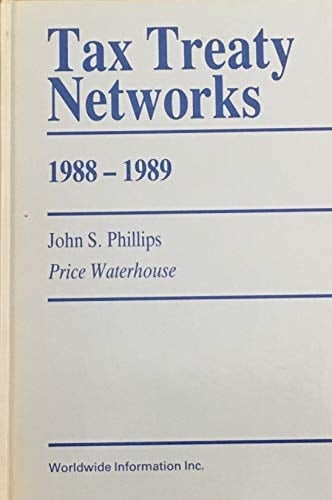 Tax Treaty
Networks
1988 – 1989
John S. Phillips
Price Waterhouse
Worldwide Information Inc.